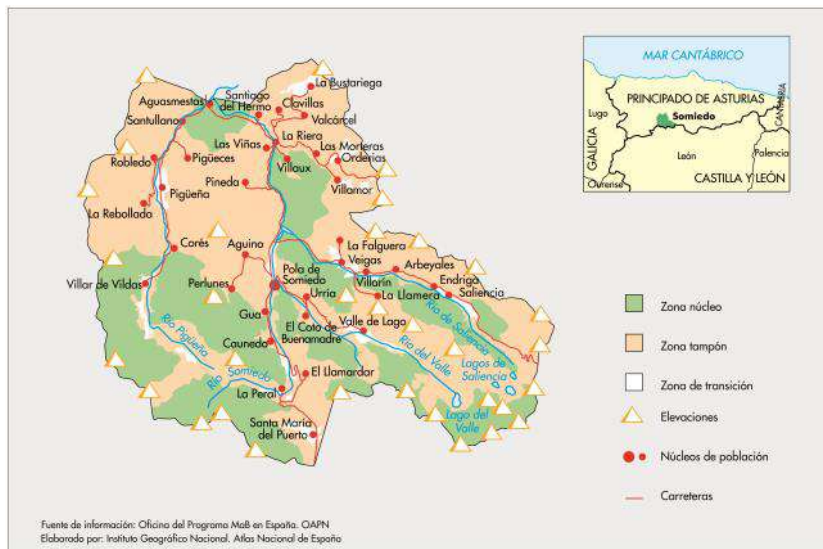 MAR CANTÁBRICO
PRINCIPADO DE ASTURIAS
CANTABRIA
Lugo
Somiedo
GALICIA
León
Palencia
Ourense
CASTILLA Y LEÓN
La Bustariega
Santiago
del Hermo
Clavillas
Aguasmestas
Valcárcel
Santullano
La Riera
Las Viñas
Las Morteras
Orderias
Robledo
Pigüeces
Villaux
Pineda
Villamor
Pigüeña
La Rebollada
La Falguera
Corés
Aguino
Veigas
Arbeyales
Villarín
Endriga
Pola de
Somiedo
Villar de Vildas
Perlunes
Urria
La Llamera
Saliencia
Gua
El Coto de
Buenamadre
Valle de Lago
Río de Saliencia
Río Pigüeña
Caunedo
Río del Valle
Lagos de
Saliencia
El Llamardor
Río Somiedo
La Peral
Lago del
Valle
Santa María
del Puerto
Zona núcleo
Zona tampón
Zona de transición
Elevaciones
Núcleos de población
Carreteras
Fuente de información: Oficina del Programa MaB en España. OAPN
Elaborado por: Instituto Geográfico Nacional. Atlas Nacional de España